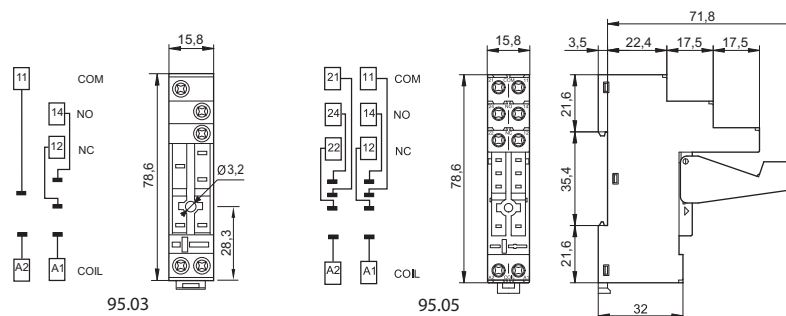 15,8
11 COM
14 NO
12 NC
78,6
Ø3,2
28,3
A2 A1 COIL
95.03
15,8
21 11 COM
24 14 NO
22 12 NC
78,6
A2 A1 COIL
95.05
71,8
3,5 22,4 17,5 17,5
21,6
35,4
21,6
32